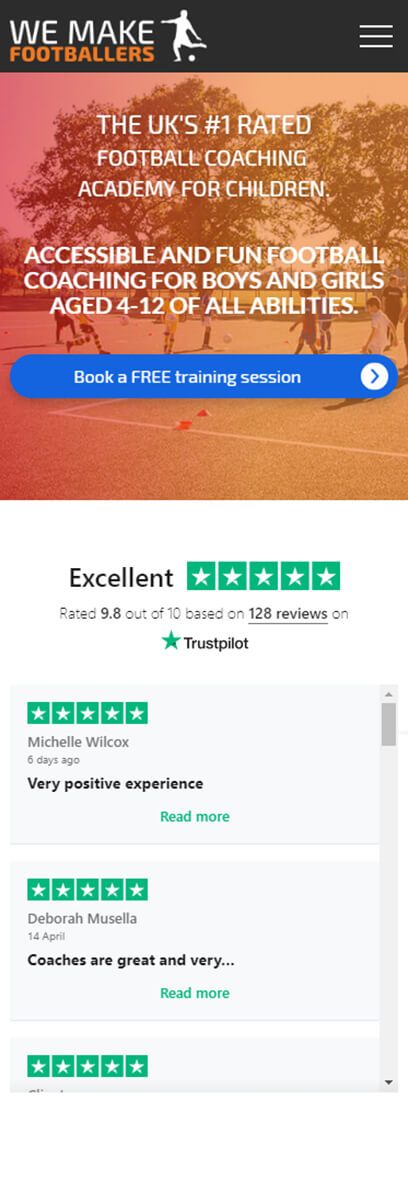 WE MAKE
FOOTBALLERS
THE UK'S #1 RATED
FOOTBALL COACHING
ACADEMY FOR CHILDREN.
ACCESSIBLE AND FUN FOOTBALL
COACHING FOR BOYS AND GIRLS
AGED 4-12 OF ALL ABILITIES.
Book a FREE training session
Excellent
Rated 9.8 out of 10 based on 128 reviews on
Trustpilot
Michelle Wilcox
6 days ago
Very positive experience
Read more
Deborah Musella
14 April
Coaches are great and very...
Read more